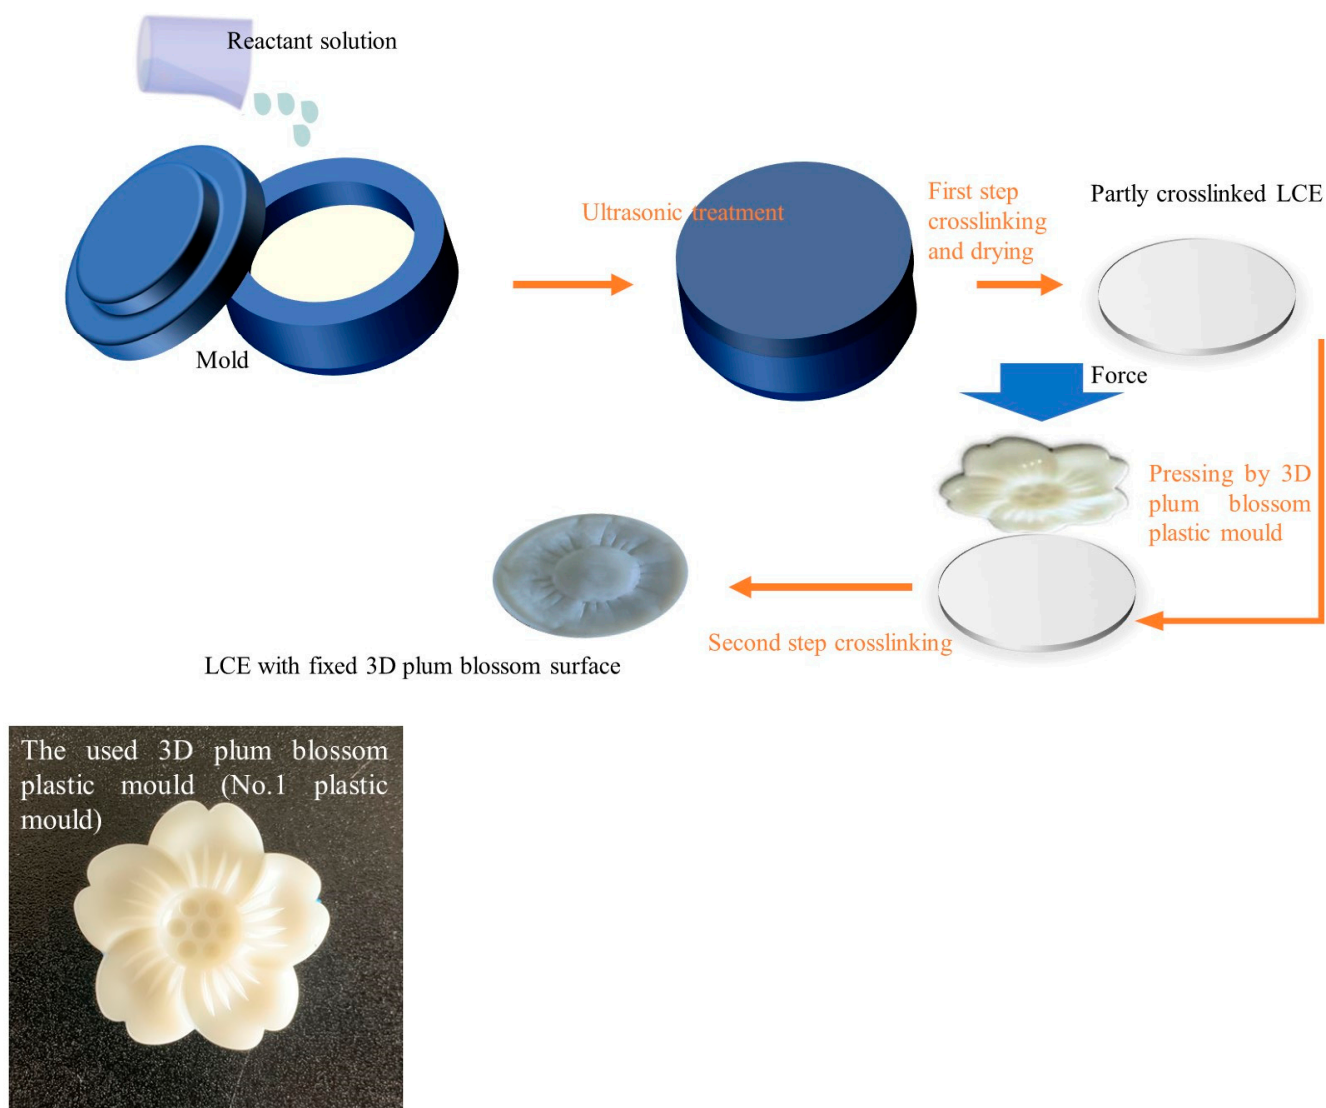 Reactant solution
Mold
Ultrasonic treatment
First step
crosslinking
and drying
Partly crosslinked LCE
Force
Pressing by 3D
plum blossom
plastic mould
Second step crosslinking
LCE with fixed 3D plum blossom surface
The used 3D plum blossom
plastic mould (No.1 plastic
mould)